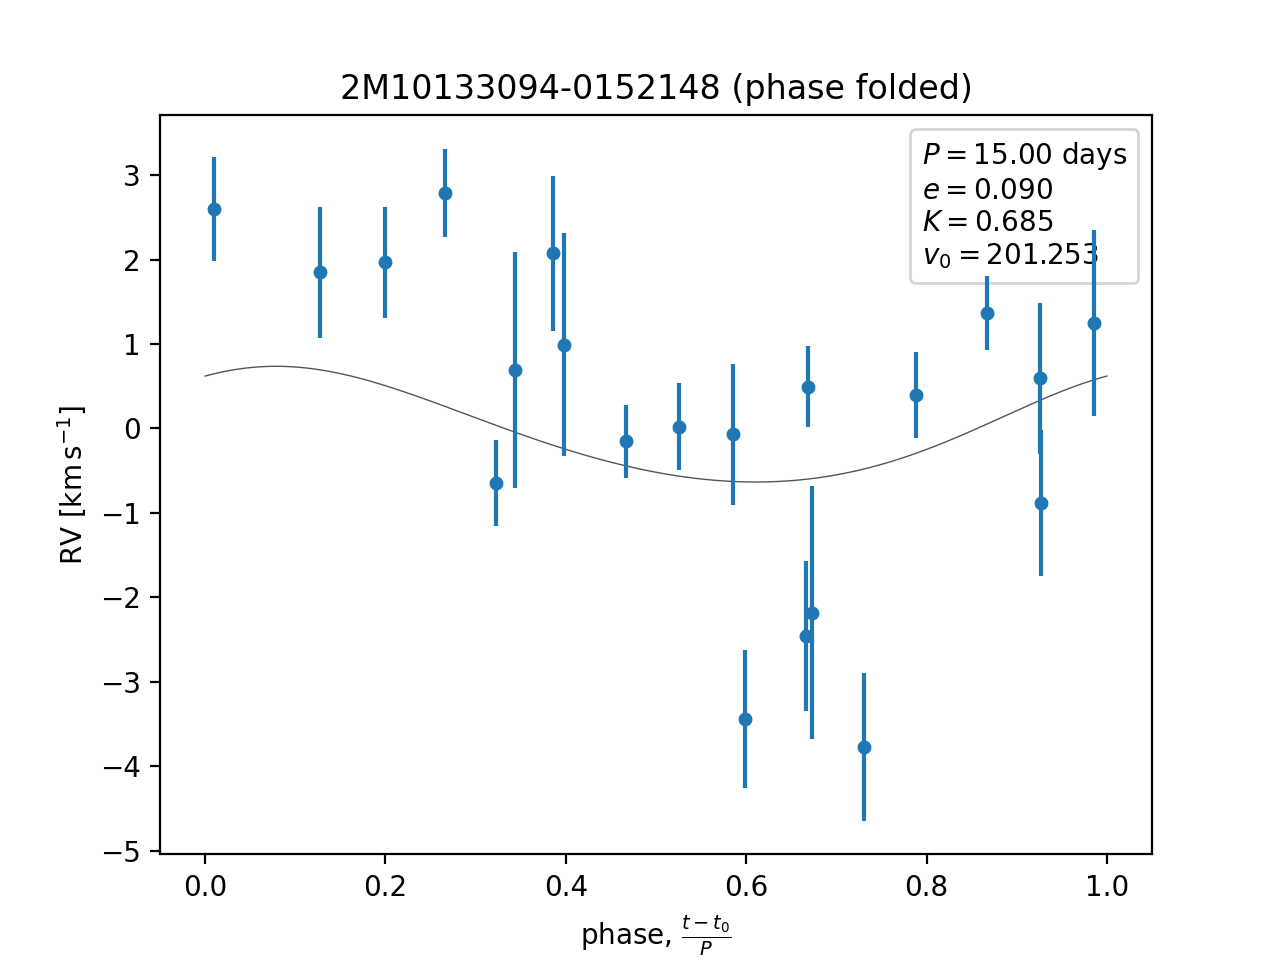 2M10133094-0152148 (phase folded)
P = 15.00 days
e = 0.090
K = 0.685
v₀ = 201.253
3
2
1
0
−1
−2
−3
−4
−5
RV [km s⁻¹]
0.0 0.2 0.4 0.6 0.8 1.0
phase, (t − t₀)/P